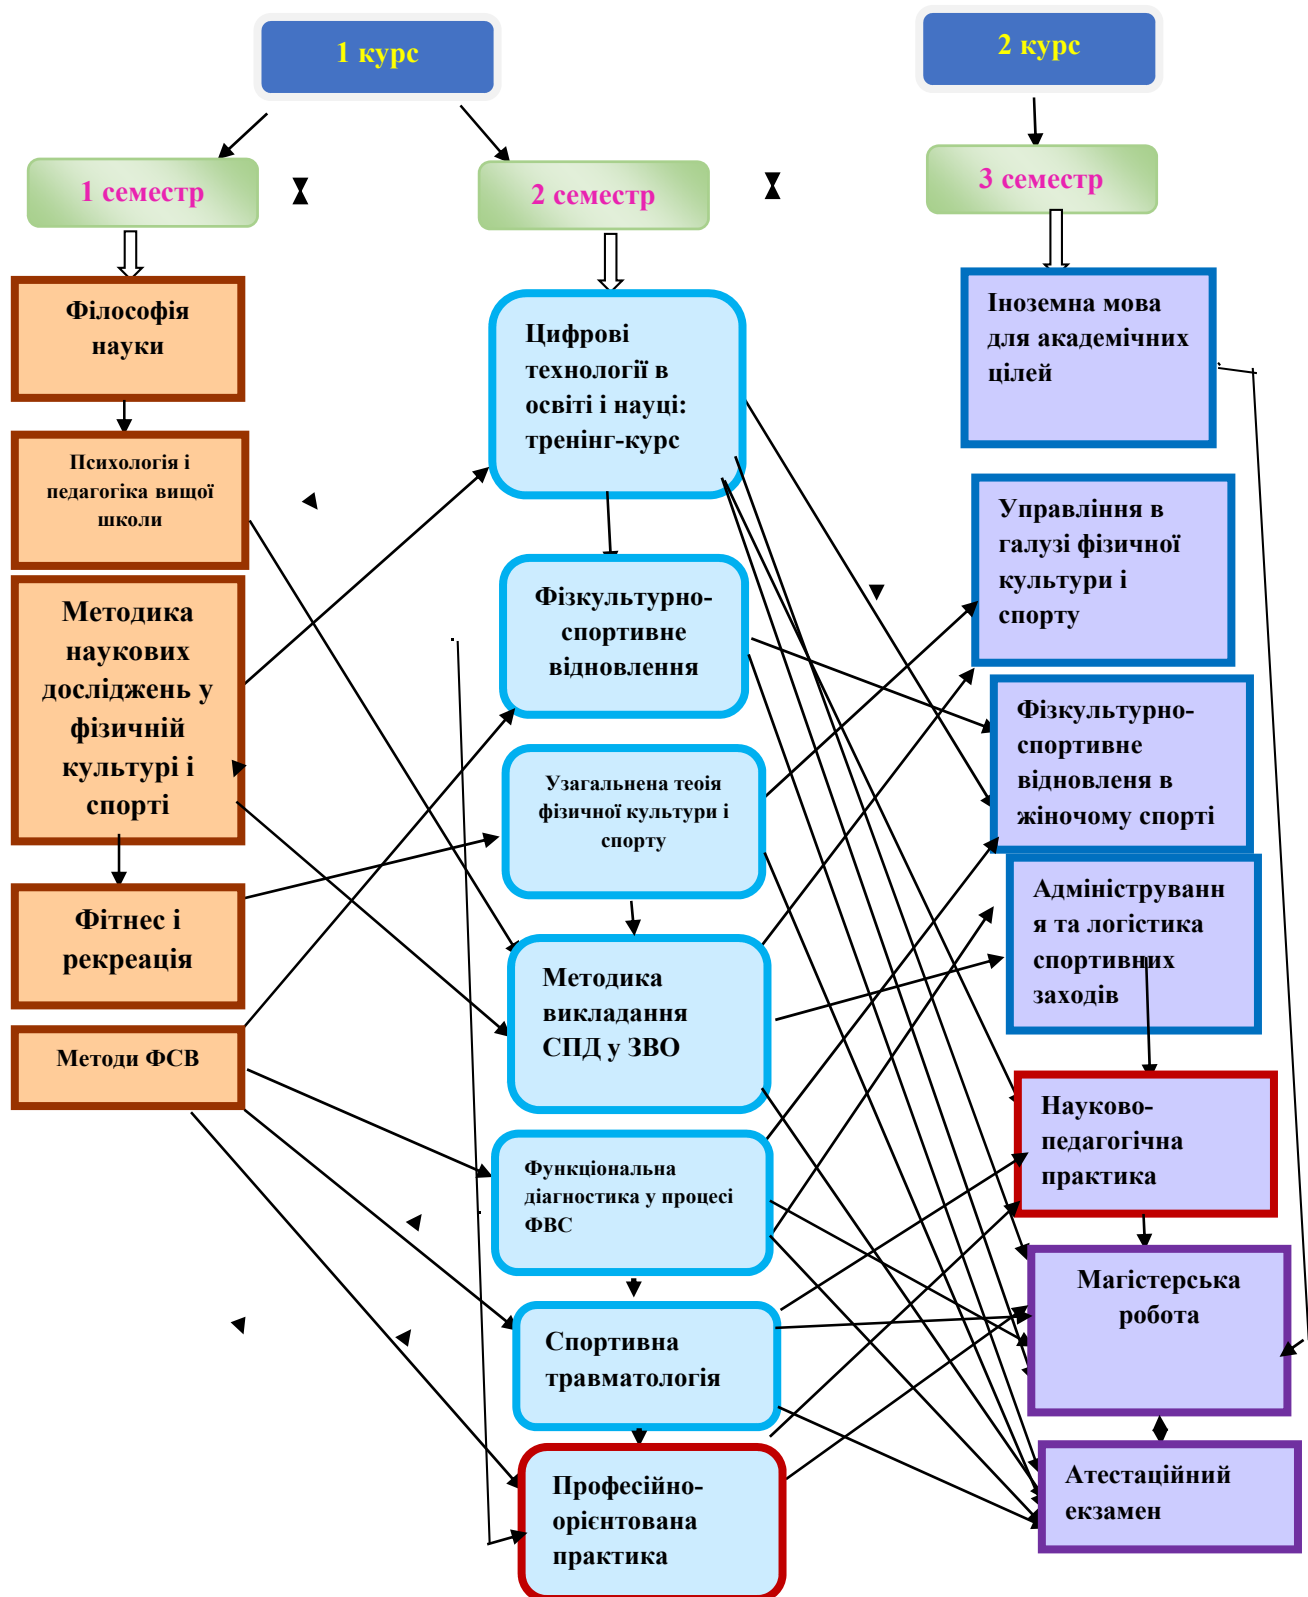 1 курс
2 курс
1 семестр
2 семестр
3 семестр
Філософія
науки
Психологія і
педагогіка вищої
школи
Методика
наукових
досліджень у
фізичній
культурі і
спорті
Фітнес і
рекреація
Методи ФСВ
Цифрові
технології в
освіті і науці:
тренінг-курс
Фізкультурно-
спортивне
відновлення
Узагальнена теоія
фізичної культури і
спорту
Методика
викладання
СПД у ЗВО
Функціональна
діагностика у процесі
ФВС
Спортивна
травматологія
Професійно-
орієнтована
практика
Іноземна мова
для академічних
цілей
Управління в
галузі фізичної
культури і
спорту
Фізкультурно-
спортивне
відновленя в
жіночому спорті
Адмініструванн
я та логістика
спортивних
заходів
Науково-
педагогічна
практика
Магістерська
робота
Атестаційний
екзамен